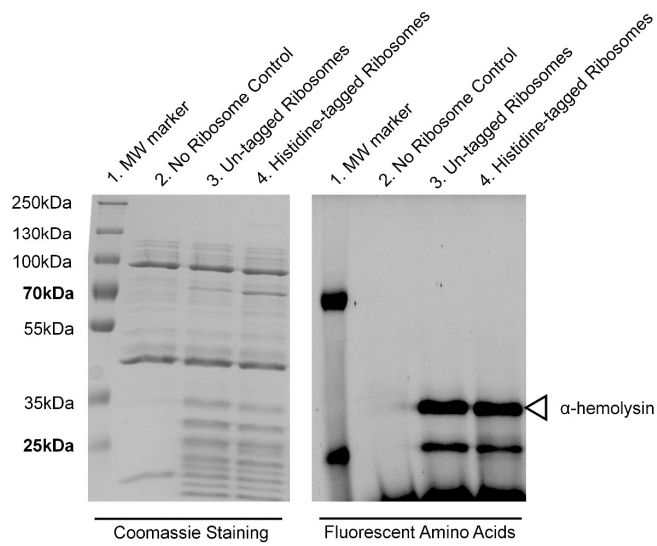 1. MW marker
2. No Ribosome Control
3. Un-tagged Ribosomes
4. Histidine-tagged Ribosomes
1. MW marker
2. No Ribosome Control
3. Un-tagged Ribosomes
4. Histidine-tagged Ribosomes
250kDa
130kDa
100kDa
70kDa
55kDa
35kDa
25kDa
α-hemolysin
Coomassie Staining
Fluorescent Amino Acids